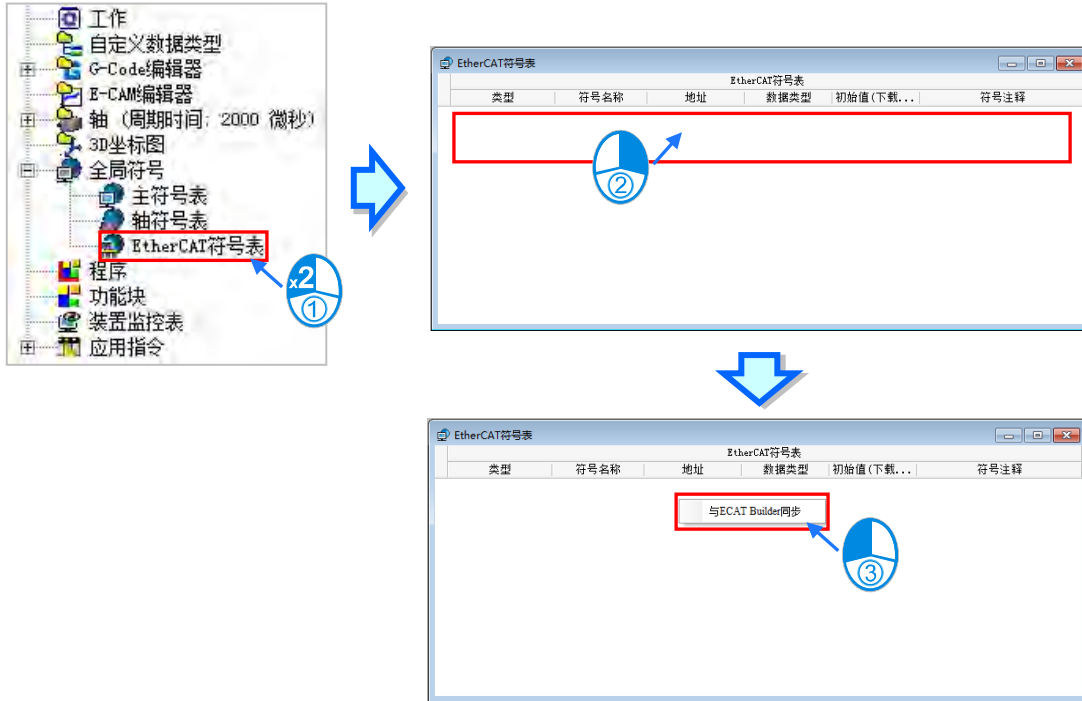 工作
自定义数据类型
G-Code编辑器
E-CAM编辑器
轴 (周期时间: 2000 微秒)
3D坐标图
全局符号
主符号表
轴符号表
EtherCAT符号表
程序
功能块
装置监控表
应用指令
x2
①
EtherCAT符号表
EtherCAT符号表
类型 符号名称 地址 数据类型 初始值(下载... 符号注释
②
EtherCAT符号表
EtherCAT符号表
类型 符号名称 地址 数据类型 初始值(下载... 符号注释
与ECAT Builder同步
③